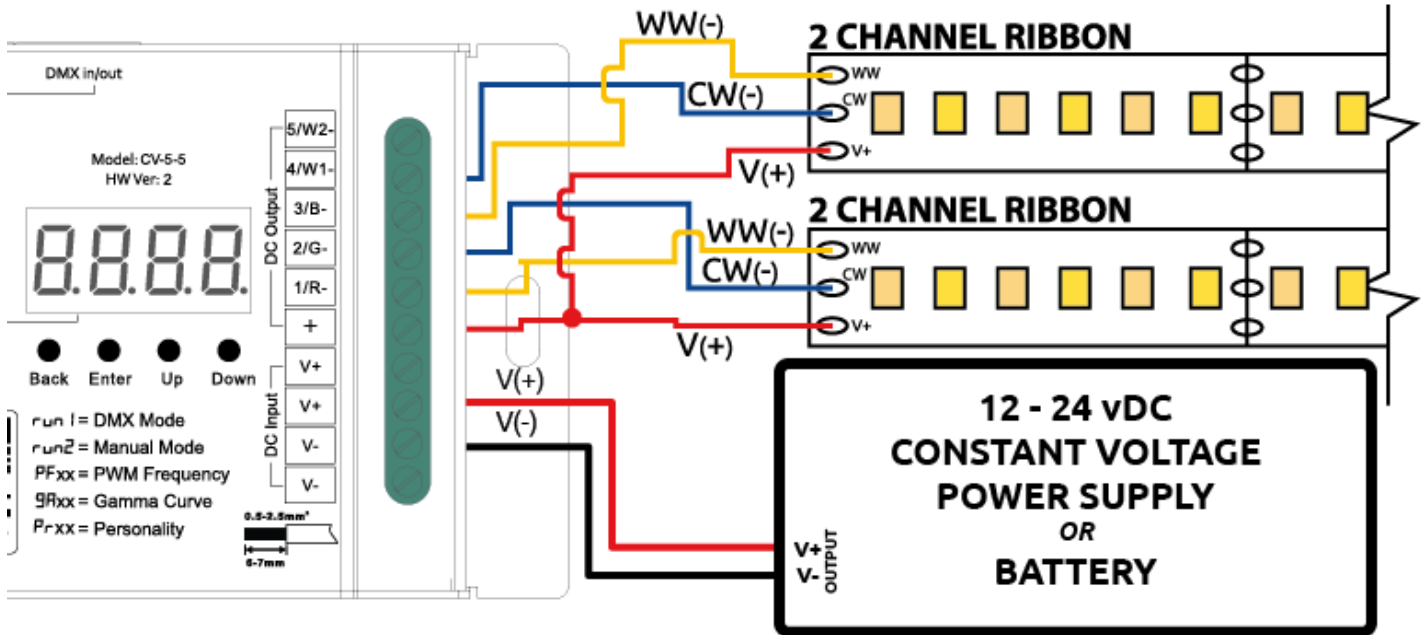 DMX in/out
Model: CV-5-5
HW Ver: 2
8.8.8.8.
Back Enter Up Down
run1 = DMX Mode
run2 = Manual Mode
PFxx = PWM Frequency
gAxx = Gamma Curve
Prxx = Personality
DC Output
5/W2-
4/W1-
3/B-
2/G-
1/R-
+
DC Input
V+
V+
V-
V-
0.5-2.5mm²
6-7mm
WW(-)
CW(-)
V(+)
2 CHANNEL RIBBON
WW
CW
V+
WW(-)
CW(-)
V(+)
2 CHANNEL RIBBON
WW
CW
V+
V(+)
V(-)
12 - 24 vDC
CONSTANT VOLTAGE
POWER SUPPLY
OR
BATTERY
V+
V-
OUTPUT